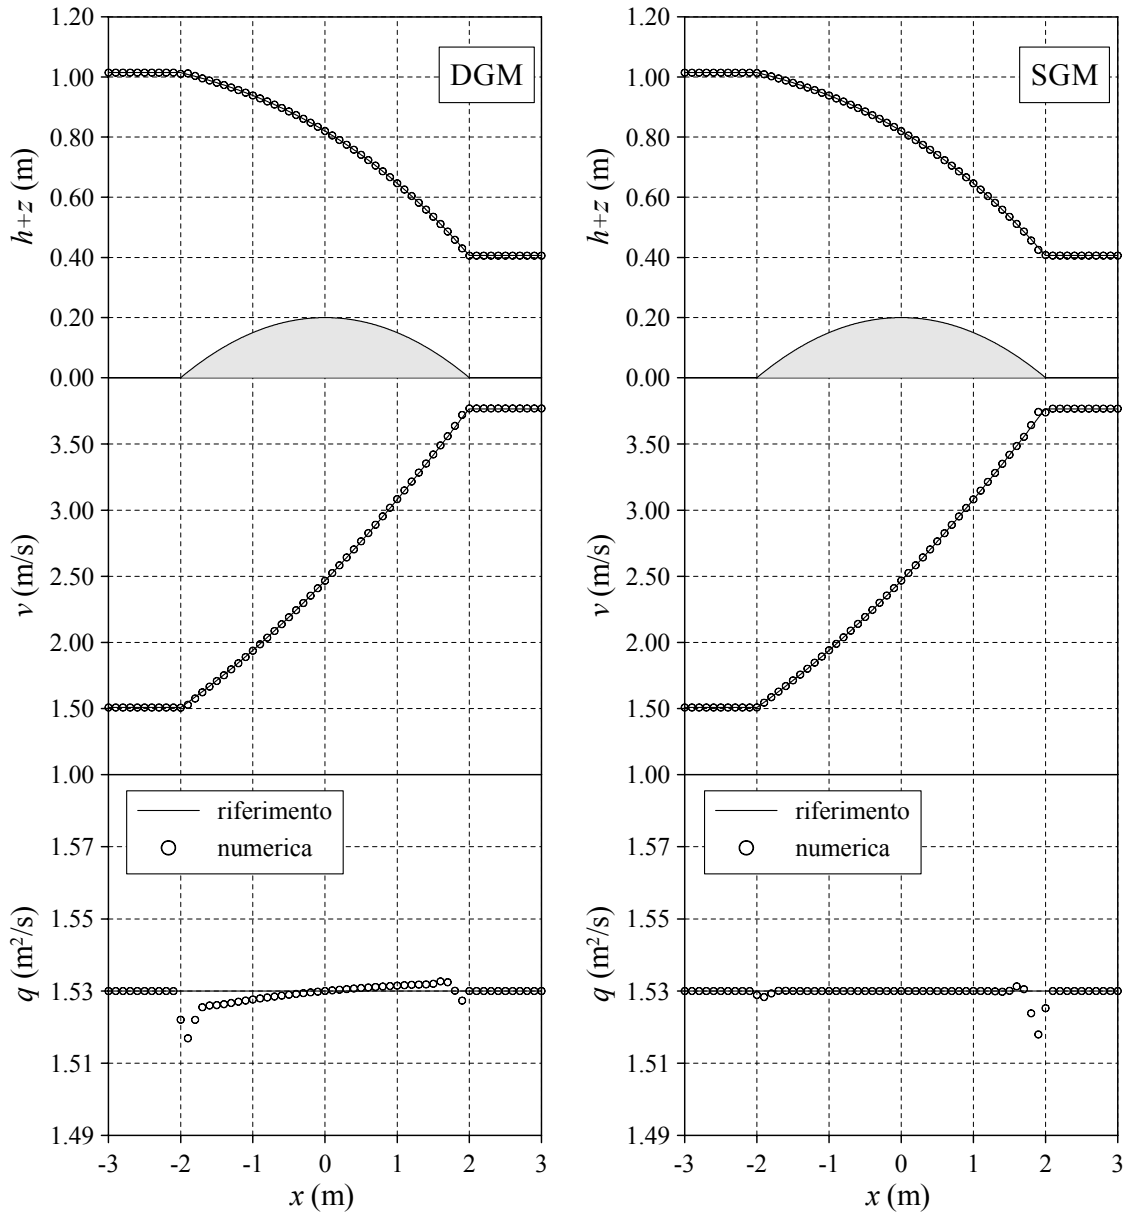 1.20
1.00
0.80
0.60
0.40
0.20
0.00
h+z (m)
DGM
3.50
3.00
2.50
2.00
1.50
1.00
v (m/s)
riferimento
numerica
1.57
1.55
1.53
1.51
1.49
q (m²/s)
-3 -2 -1 0 1 2 3
x (m)
1.20
1.00
0.80
0.60
0.40
0.20
0.00
h+z (m)
SGM
3.50
3.00
2.50
2.00
1.50
1.00
v (m/s)
riferimento
numerica
1.57
1.55
1.53
1.51
1.49
q (m²/s)
-3 -2 -1 0 1 2 3
x (m)